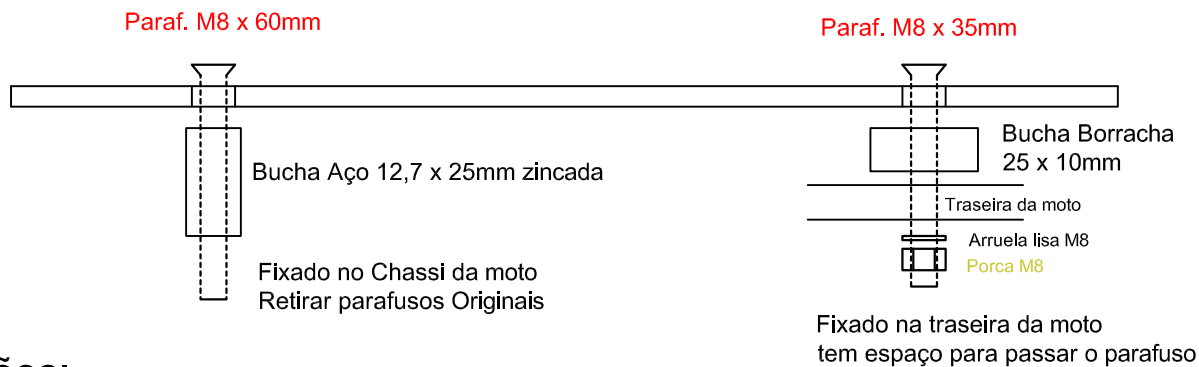 Paraf. M8 x 60mm
Paraf. M8 x 35mm
Bucha Aço 12,7 x 25mm zincada
Bucha Borracha
25 x 10mm
Traseira da moto
Arruela lisa M8
Porca M8
Fixado no Chassi da moto
Retirar parafusos Originais
Fixado na traseira da moto
tem espaço para passar o parafuso